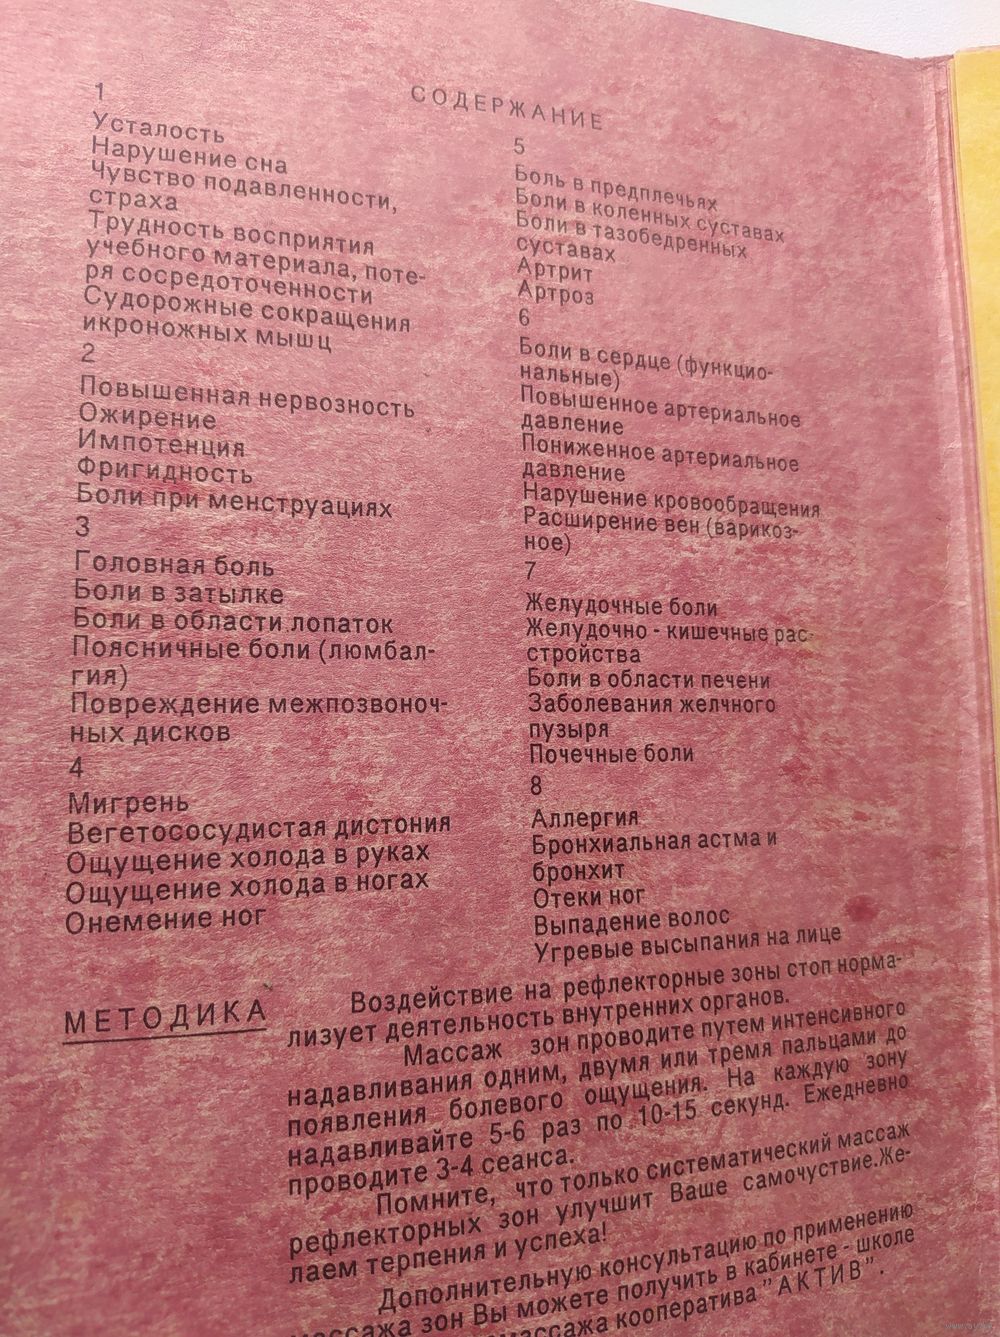 СОДЕРЖАНИЕ
1
Усталость
Нарушение сна
Чувство подавленности,
страха
Трудность восприятия
учебного материала, поте-
ря сосредоточенности
Судорожные сокращения
икроножных мышц
2
Повышенная нервозность
Ожирение
Импотенция
Фригидность
Боли при менструациях
3
Головная боль
Боли в затылке
Боли в области лопаток
Поясничные боли (люмбал-
гия)
Повреждение межпозвоноч-
ных дисков
4
Мигрень
Вегетососудистая дистония
Ощущение холода в руках
Ощущение холода в ногах
Онемение ног
5
Боль в предплечьях
Боли в коленных суставах
Боли в тазобедренных
суставах
Артрит
Артроз
6
Боли в сердце (функцио-
нальные)
Повышенное артериальное
давление
Пониженное артериальное
давление
Нарушение кровообращения
Расширение вен (варикоз-
ное)
7
Желудочные боли
Желудочно - кишечные рас-
стройства
Боли в области печени
Заболевания желчного
пузыря
Почечные боли
8
Аллергия
Бронхиальная астма и
бронхит
Отеки ног
Выпадение волос
Угревые высыпания на лице
МЕТОДИКА
Воздействие на рефлекторные зоны стоп норма-
лизует деятельность внутренних органов.
Массаж зон проводите путем интенсивного
надавливания одним, двумя или тремя пальцами до
появления болевого ощущения. На каждую зону
надавливайте 5-6 раз по 10-15 секунд. Ежедневно
проводите 3-4 сеанса.
Помните, что только систематический массаж
рефлекторных зон улучшит Ваше самочуствие.Же-
лаем терпения и успеха!
Дополнительную консультацию по применению
массажа зон Вы можете получить в кабинете - школе
массажа кооператива "АКТИВ".